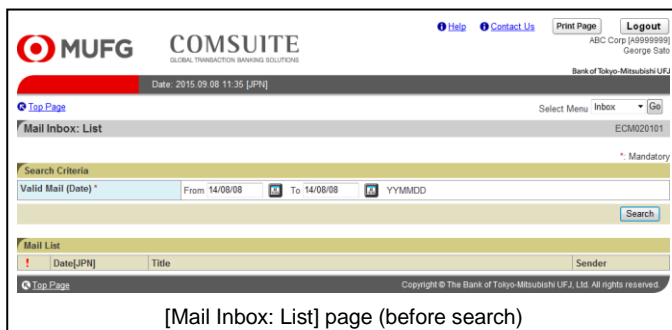 Help Contact Us Print Page Logout
MUFG COMSUITE
GLOBAL TRANSACTION BANKING SOLUTIONS
ABC Corp [A9999999]
George Sato
Bank of Tokyo-Mitsubishi UFJ
Date: 2015.09.08 11:35 [JPN]
Top Page Select Menu Inbox Go
Mail Inbox: List ECM020101
*: Mandatory
Search Criteria
Valid Mail (Date) * From 14/08/08 To 14/08/08 YYMMDD
Search
Mail List
! Date[JPN] Title Sender
Top Page Copyright © The Bank of Tokyo-Mitsubishi UFJ, Ltd. All rights reserved.
[Mail Inbox: List] page (before search)